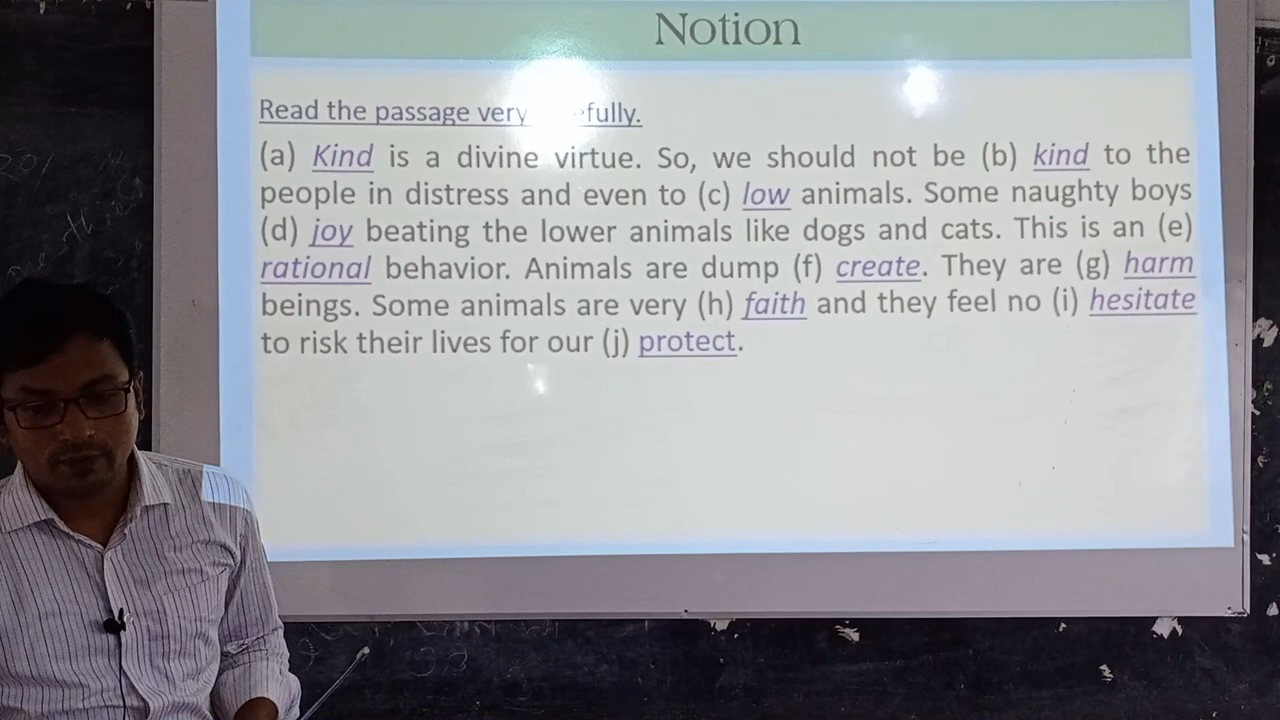 Notion
Read the passage very efully.
(a) Kind is a divine virtue. So, we should not be (b) kind to the
people in distress and even to (c) low animals. Some naughty boys
(d) joy beating the lower animals like dogs and cats. This is an (e)
rational behavior. Animals are dump (f) create. They are (g) harm
beings. Some animals are very (h) faith and they feel no (i) hesitate
to risk their lives for our (j) protect.